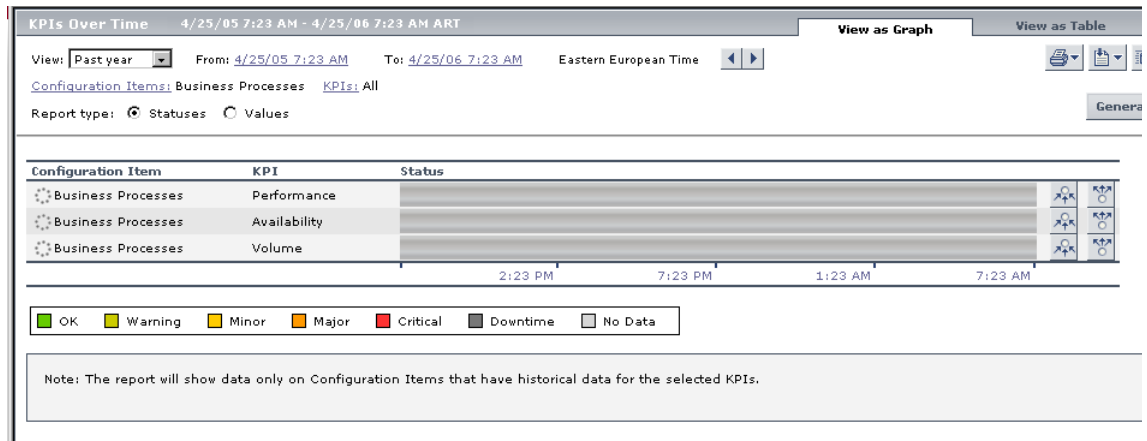 KPIs Over Time 4/25/05 7:23 AM - 4/25/06 7:23 AM ART View as Graph View as Table
View: Past year From: 4/25/05 7:23 AM To: 4/25/06 7:23 AM Eastern European Time
Configuration Items: Business Processes KPIs: All
Genera
Report type: Statuses Values
Configuration Item KPI Status
Business Processes Performance
Business Processes Availability
Business Processes Volume
2:23 PM 7:23 PM 1:23 AM 7:23 AM
OK Warning Minor Major Critical Downtime No Data
Note: The report will show data only on Configuration Items that have historical data for the selected KPIs.